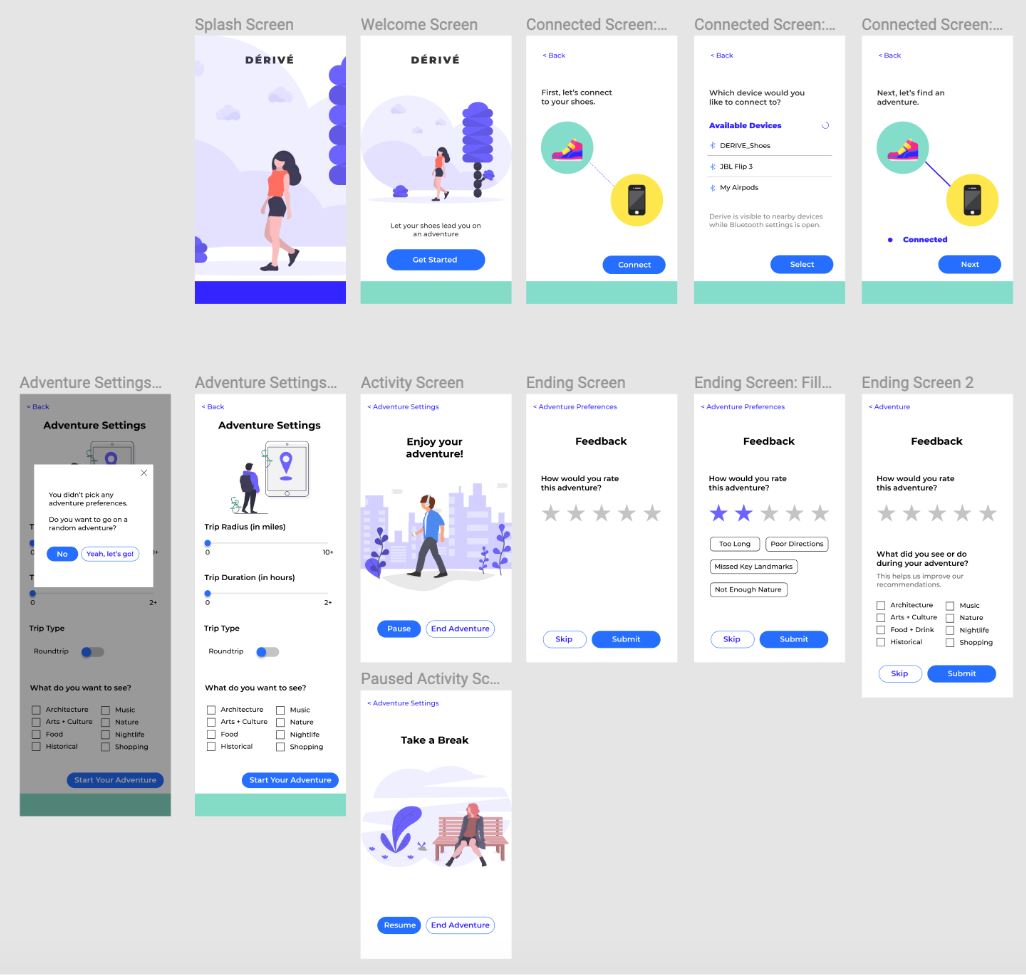 Splash Screen
Welcome Screen
Connected Screen:...
Connected Screen:...
Connected Screen:...
DÉRIVÉ
DÉRIVÉ
Let your shoes lead you on
an adventure
Get Started
< Back
First, let's connect
to your shoes.
Connect
< Back
Which device would you
like to connect to?
Available Devices
DERIVE_Shoes
JBL Flip 3
My Airpods
Derive is visible to nearby devices
while Bluetooth settings is open.
Select
< Back
Next, let's find an
adventure.
Connected
Next
Adventure Settings...
Adventure Settings...
Activity Screen
Ending Screen
Ending Screen: Fill...
Ending Screen 2
< Back
Adventure Settings
You didn't pick any
adventure preferences.
Do you want to go on a
random adventure?
No
Yeah, let's go!
T
0
0+
T
0
2+
Trip Type
Roundtrip
What do you want to see?
Architecture
Music
Arts + Culture
Nature
Food
Nightlife
Historical
Shopping
Start Your Adventure
< Back
Adventure Settings
Trip Radius (in miles)
0
10+
Trip Duration (in hours)
0
2+
Trip Type
Roundtrip
What do you want to see?
Architecture
Music
Arts + Culture
Nature
Food
Nightlife
Historical
Shopping
Start Your Adventure
< Adventure Settings
Enjoy your
adventure!
Pause
End Adventure
Paused Activity Sc...
< Adventure Settings
Take a Break
Resume
End Adventure
< Adventure Preferences
Feedback
How would you rate
this adventure?
Skip
Submit
< Adventure Preferences
Feedback
How would you rate
this adventure?
Too Long
Poor Directions
Missed Key Landmarks
Not Enough Nature
Skip
Submit
< Adventure
Feedback
How would you rate
this adventure?
What did you see or do
during your adventure?
This helps us improve our
recommendations.
Architecture
Music
Arts + Culture
Nature
Food + Drink
Nightlife
Historical
Shopping
Skip
Submit